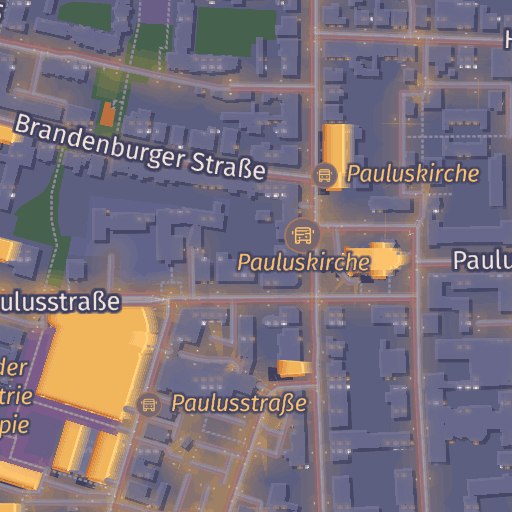 Brandenburger Straße
Pauluskirche
Pauluskirche
Paulu
ulusstraße
der
trie
pie
Paulusstraße